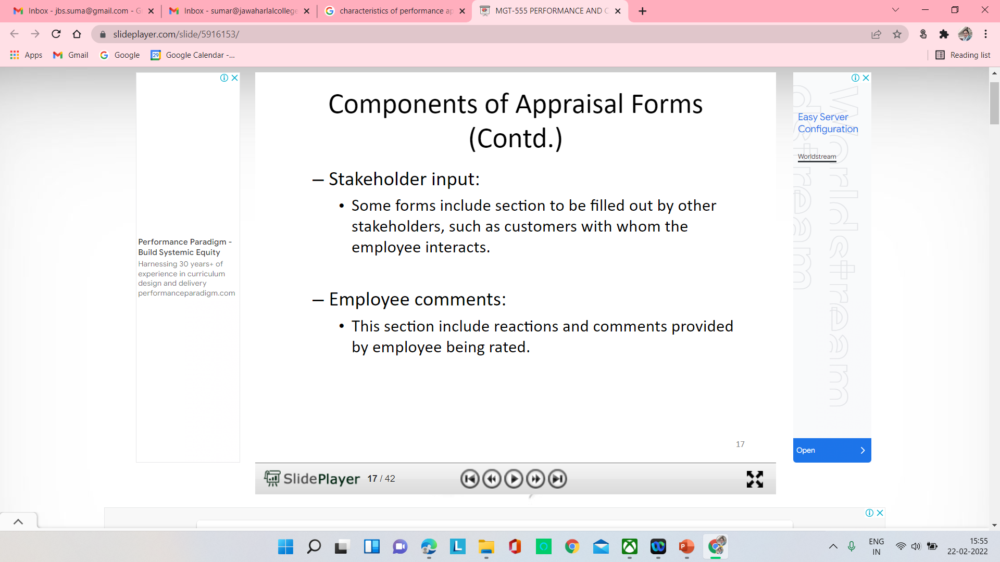 Inbox - jbs.suma@gmail.com - G
Inbox - sumar@jawaharlalcollege
characteristics of performance ap
MGT-555 PERFORMANCE AND C
slideplayer.com/slide/5916153/
Apps
Gmail
Google
29
Google Calendar -...
Reading list
Components of Appraisal Forms
(Contd.)
– Stakeholder input:
• Some forms include section to be filled out by other
stakeholders, such as customers with whom the
employee interacts.
– Employee comments:
• This section include reactions and comments provided
by employee being rated.
17
Performance Paradigm -
Build Systemic Equity
Harnessing 30 years+ of
experience in curriculum
design and delivery
performanceparadigm.com
Easy Server
Configuration
Worldstream
Worldstream
Open
SlidePlayer 17 / 42
ENG
IN
15:55
22-02-2022